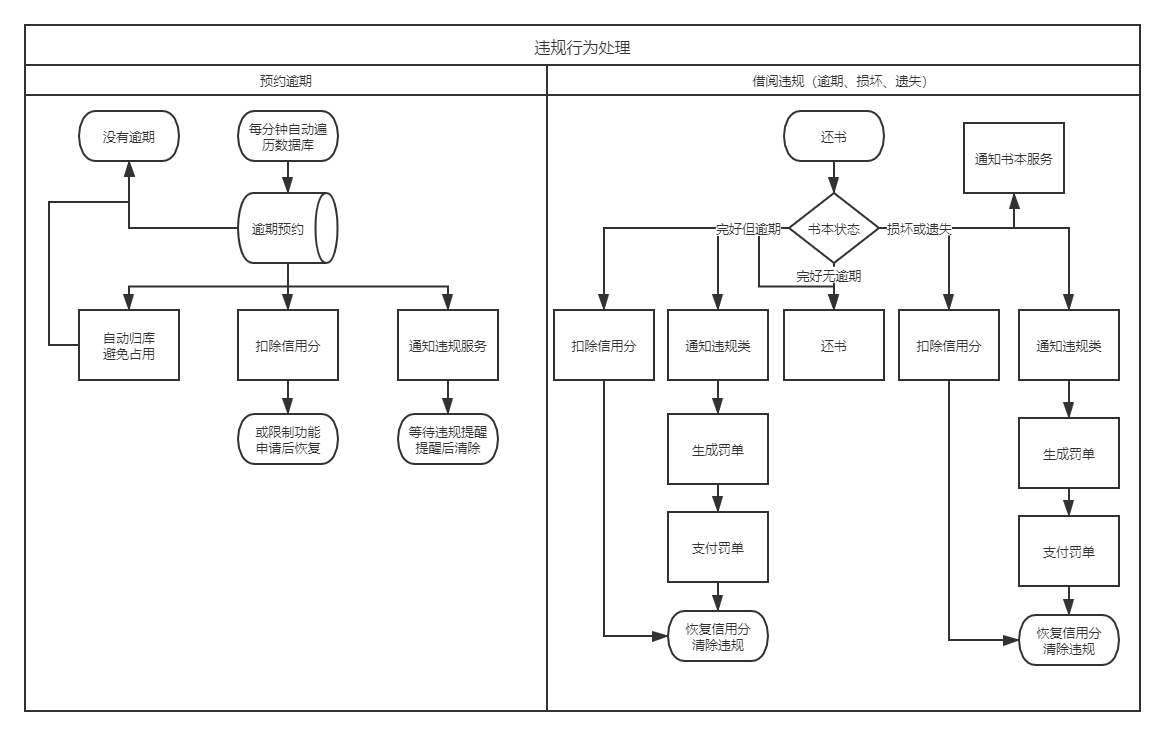 违规行为处理
预约逾期
借阅违规（逾期、损坏、遗失）
没有逾期
每分钟自动遍
历数据库
逾期预约
自动归库
避免占用
扣除信用分
通知违规服务
或限制功能
申请后恢复
等待违规提醒
提醒后清除
还书
通知书本服务
完好但逾期
书本状态
损坏或遗失
完好无逾期
扣除信用分
通知违规类
还书
扣除信用分
通知违规类
生成罚单
生成罚单
支付罚单
支付罚单
恢复信用分
清除违规
恢复信用分
清除违规